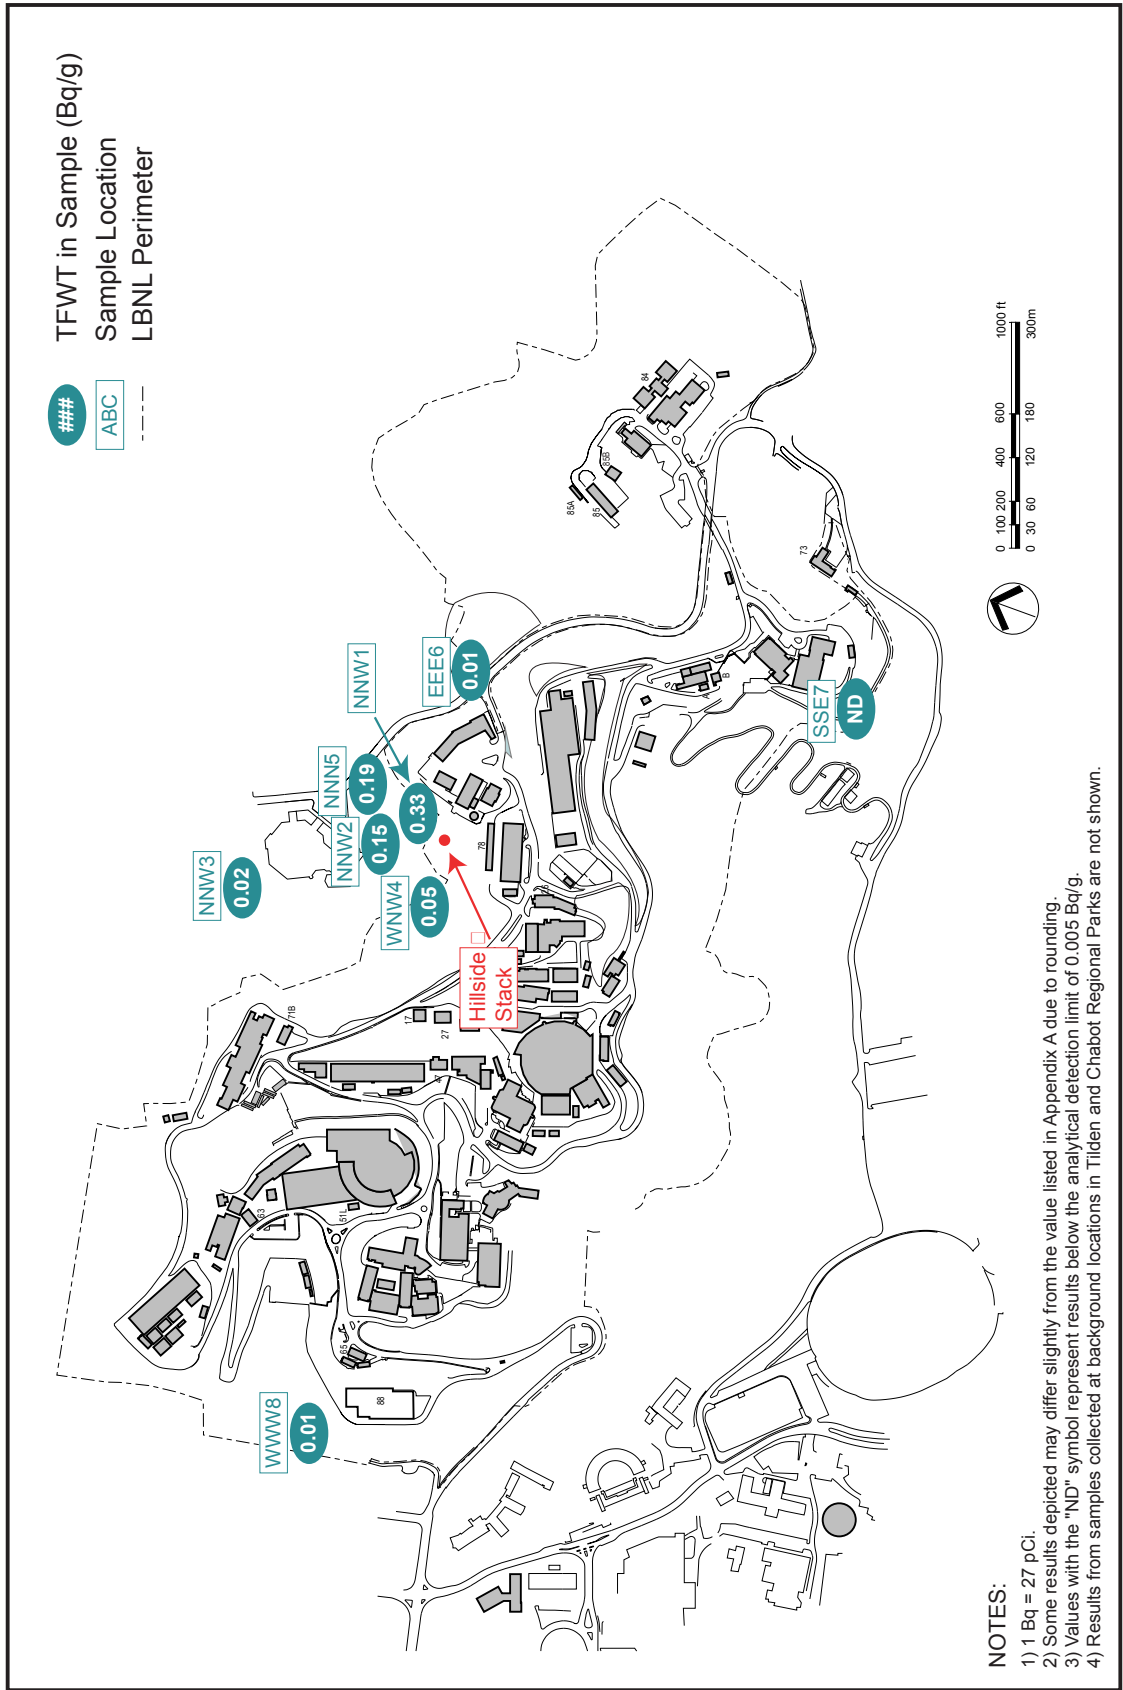 ### TFWT in Sample (Bq/g)
ABC Sample Location
LBNL Perimeter
WWW8
0.01
NNW3
0.02
NNW2
0.15
NNN5
0.19
NNW1
0.33
WNW4
0.05
EEE6
0.01
Hillside
Stack
SSE7
ND
71B
17
27
47
63
51L
65
88
78
A
B
73
85A
85
85B
84
0 100 200 400 600 1000 ft
0 30 60 120 180 300m
NOTES:
1) 1 Bq = 27 pCi.
2) Some results depicted may differ slightly from the value listed in Appendix A due to rounding.
3) Values with the "ND" symbol represent results below the analytical detection limit of 0.005 Bq/g.
4) Results from samples collected at background locations in Tilden and Chabot Regional Parks are not shown.